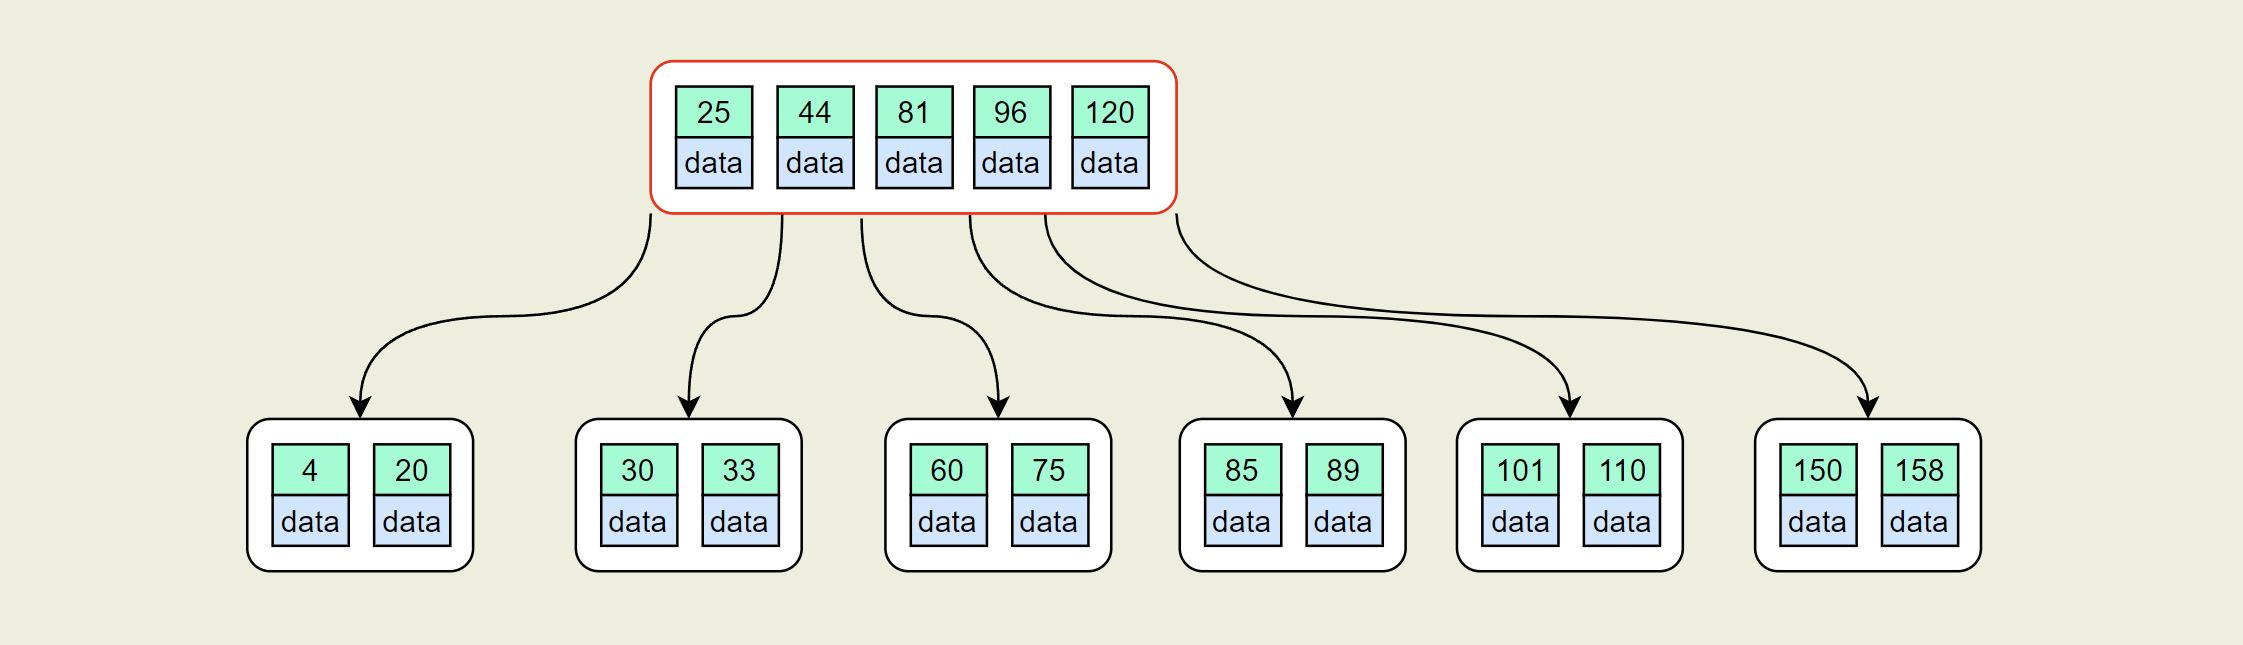 25 44 81 96 120
data data data data data
4 20 30 33 60 75 85 89 101 110 150 158
data data data data data data data data data data data data